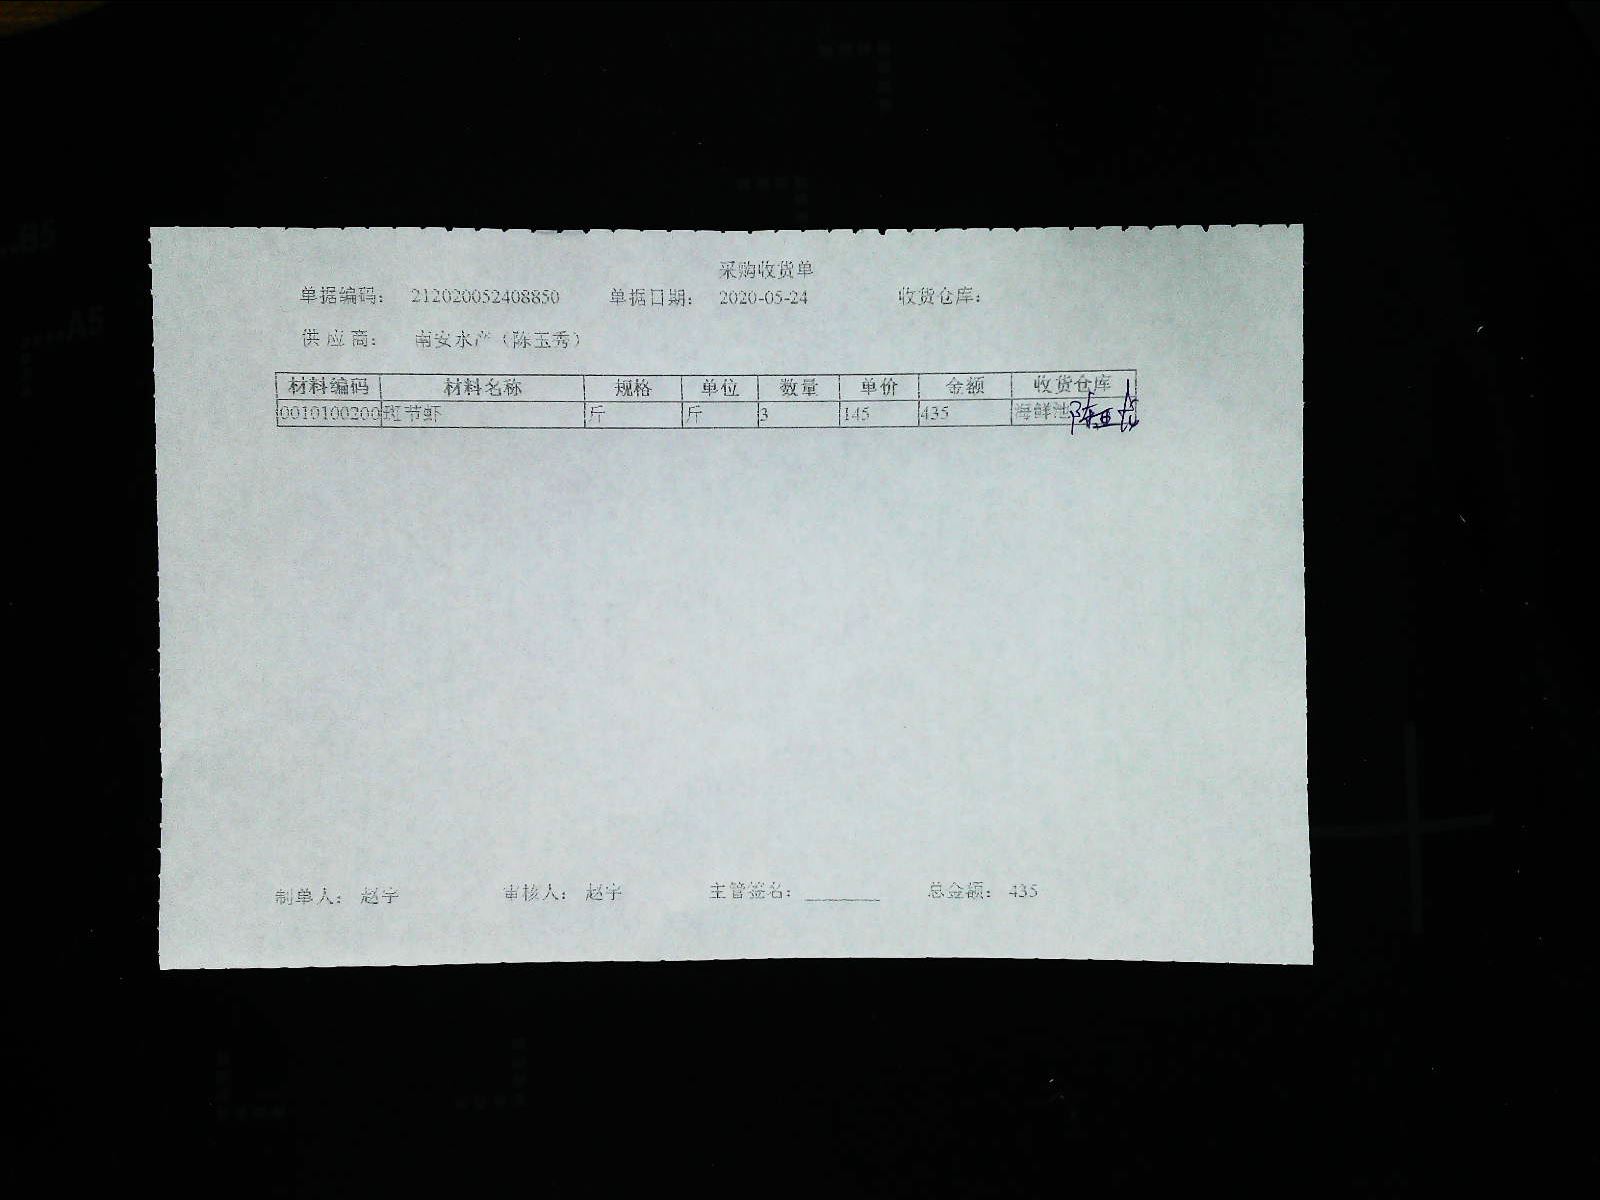 采购收货单
单据编码： 212020052408850 单据日期： 2020-05-24 收货仓库：
供 应 商： 南安水产（陈玉秀）
材料编码 材料名称 规格 单位 数量 单价 金额 收货仓库
0010100200 斑节虾 斤 斤 3 145 435 海鲜池
制单人： 赵宇 审核人： 赵宇 主管签名：_______ 总金额： 435